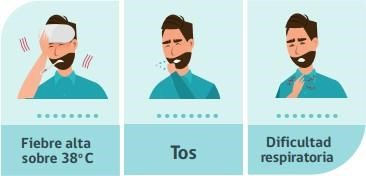 Fiebre alta
sobre 38°C
Tos
Dificultad
respiratoria